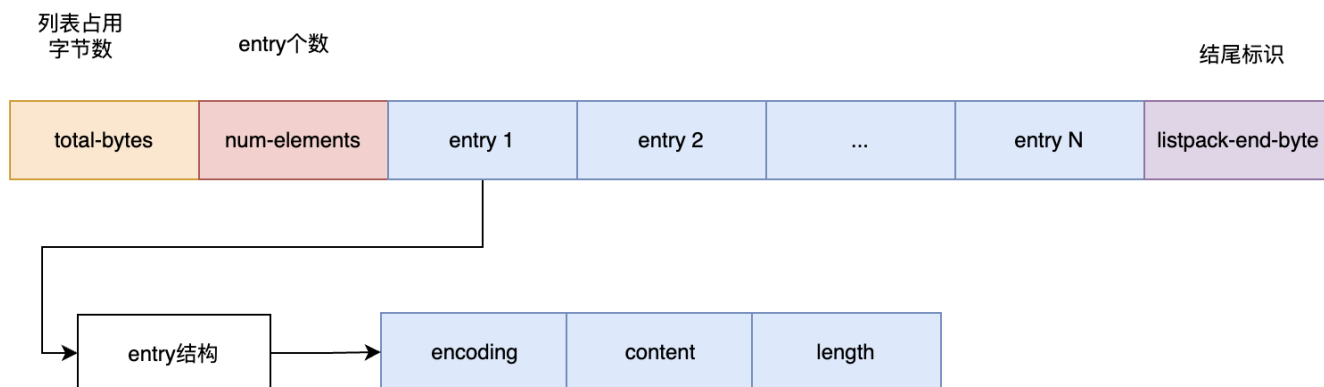 列表占用
字节数
entry个数
结尾标识
total-bytes
num-elements
entry 1
entry 2
...
entry N
listpack-end-byte
entry结构
encoding
content
length